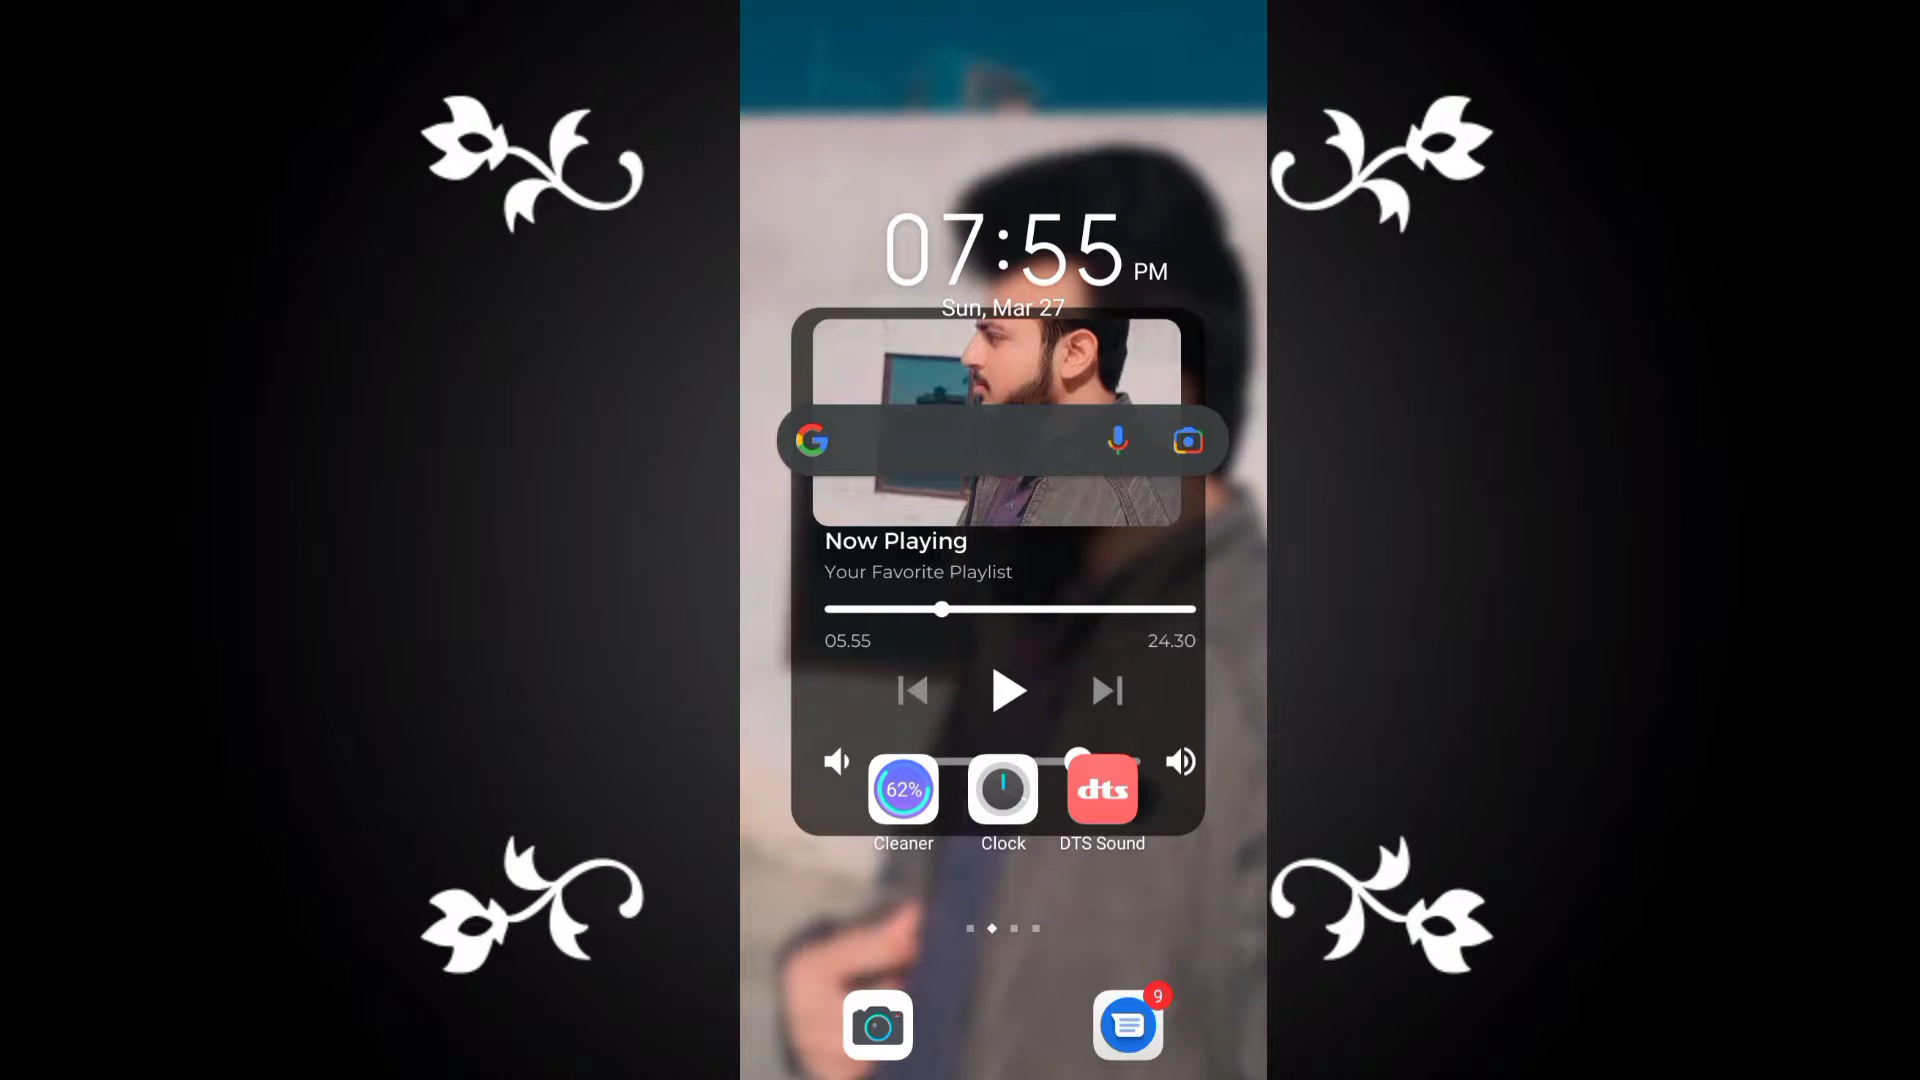 07:55 PM
Sun, Mar 27
Now Playing
Your Favorite Playlist
05.55 24.30
62%
dts
Cleaner Clock DTS Sound
9